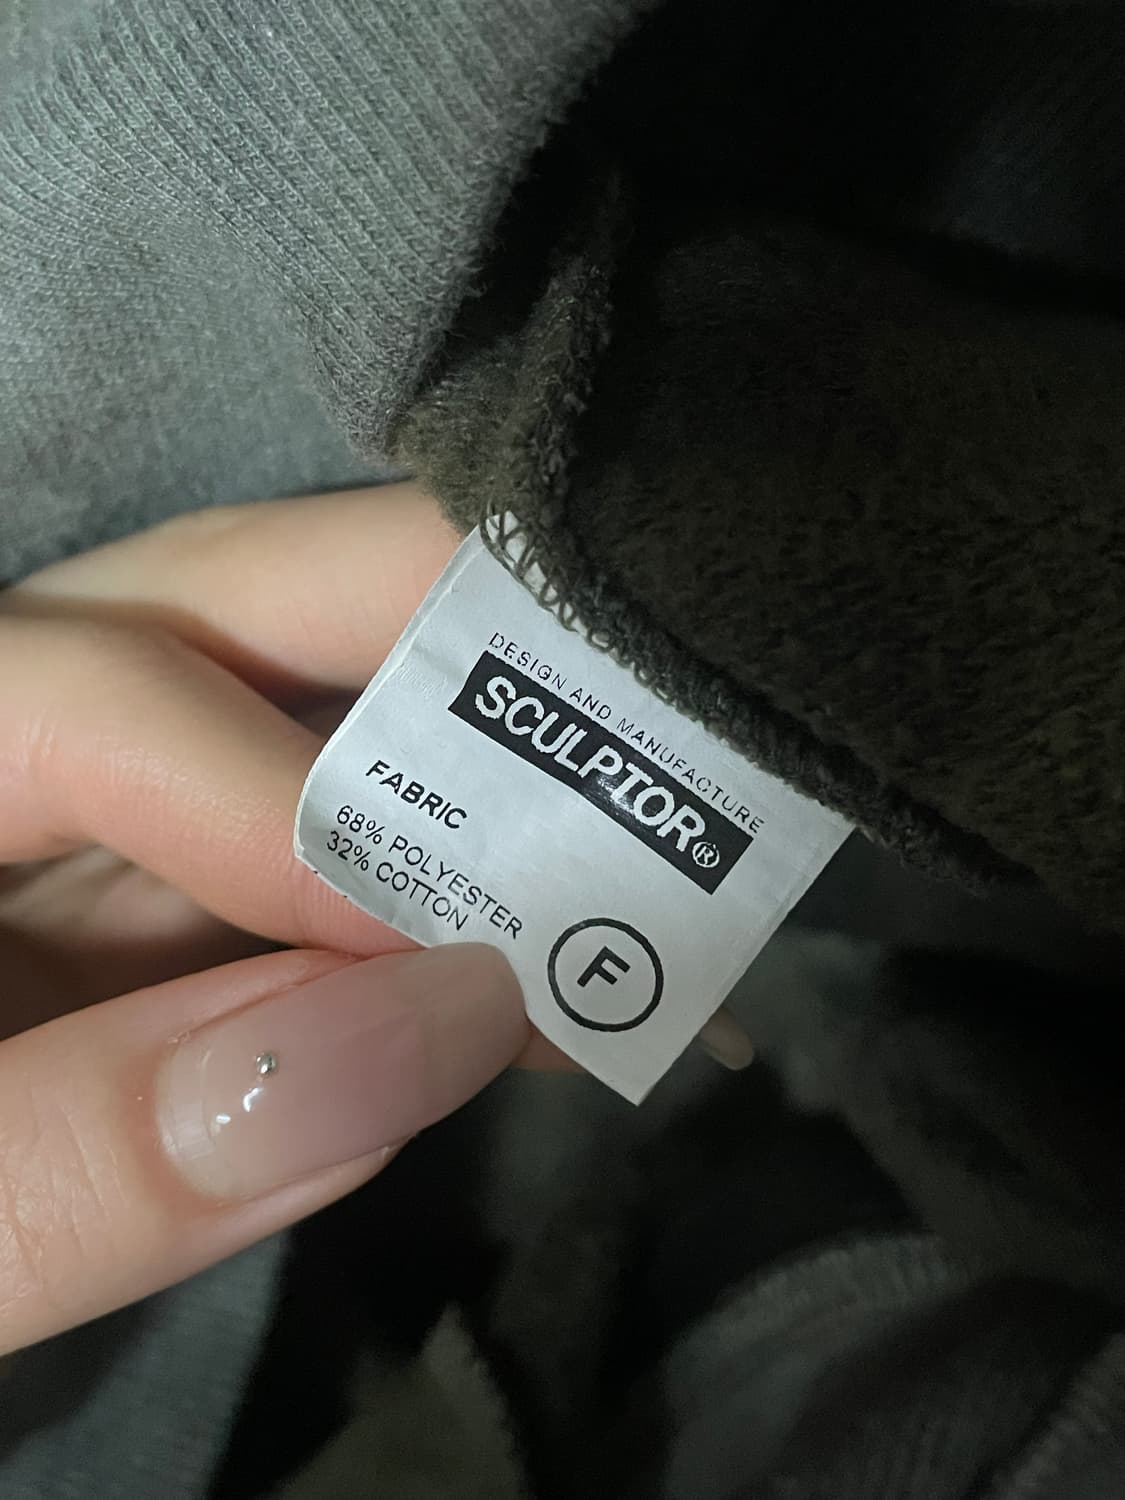 DESIGN AND MANUFACTURE
SCULPTOR®
FABRIC
68% POLYESTER
32% COTTON
F